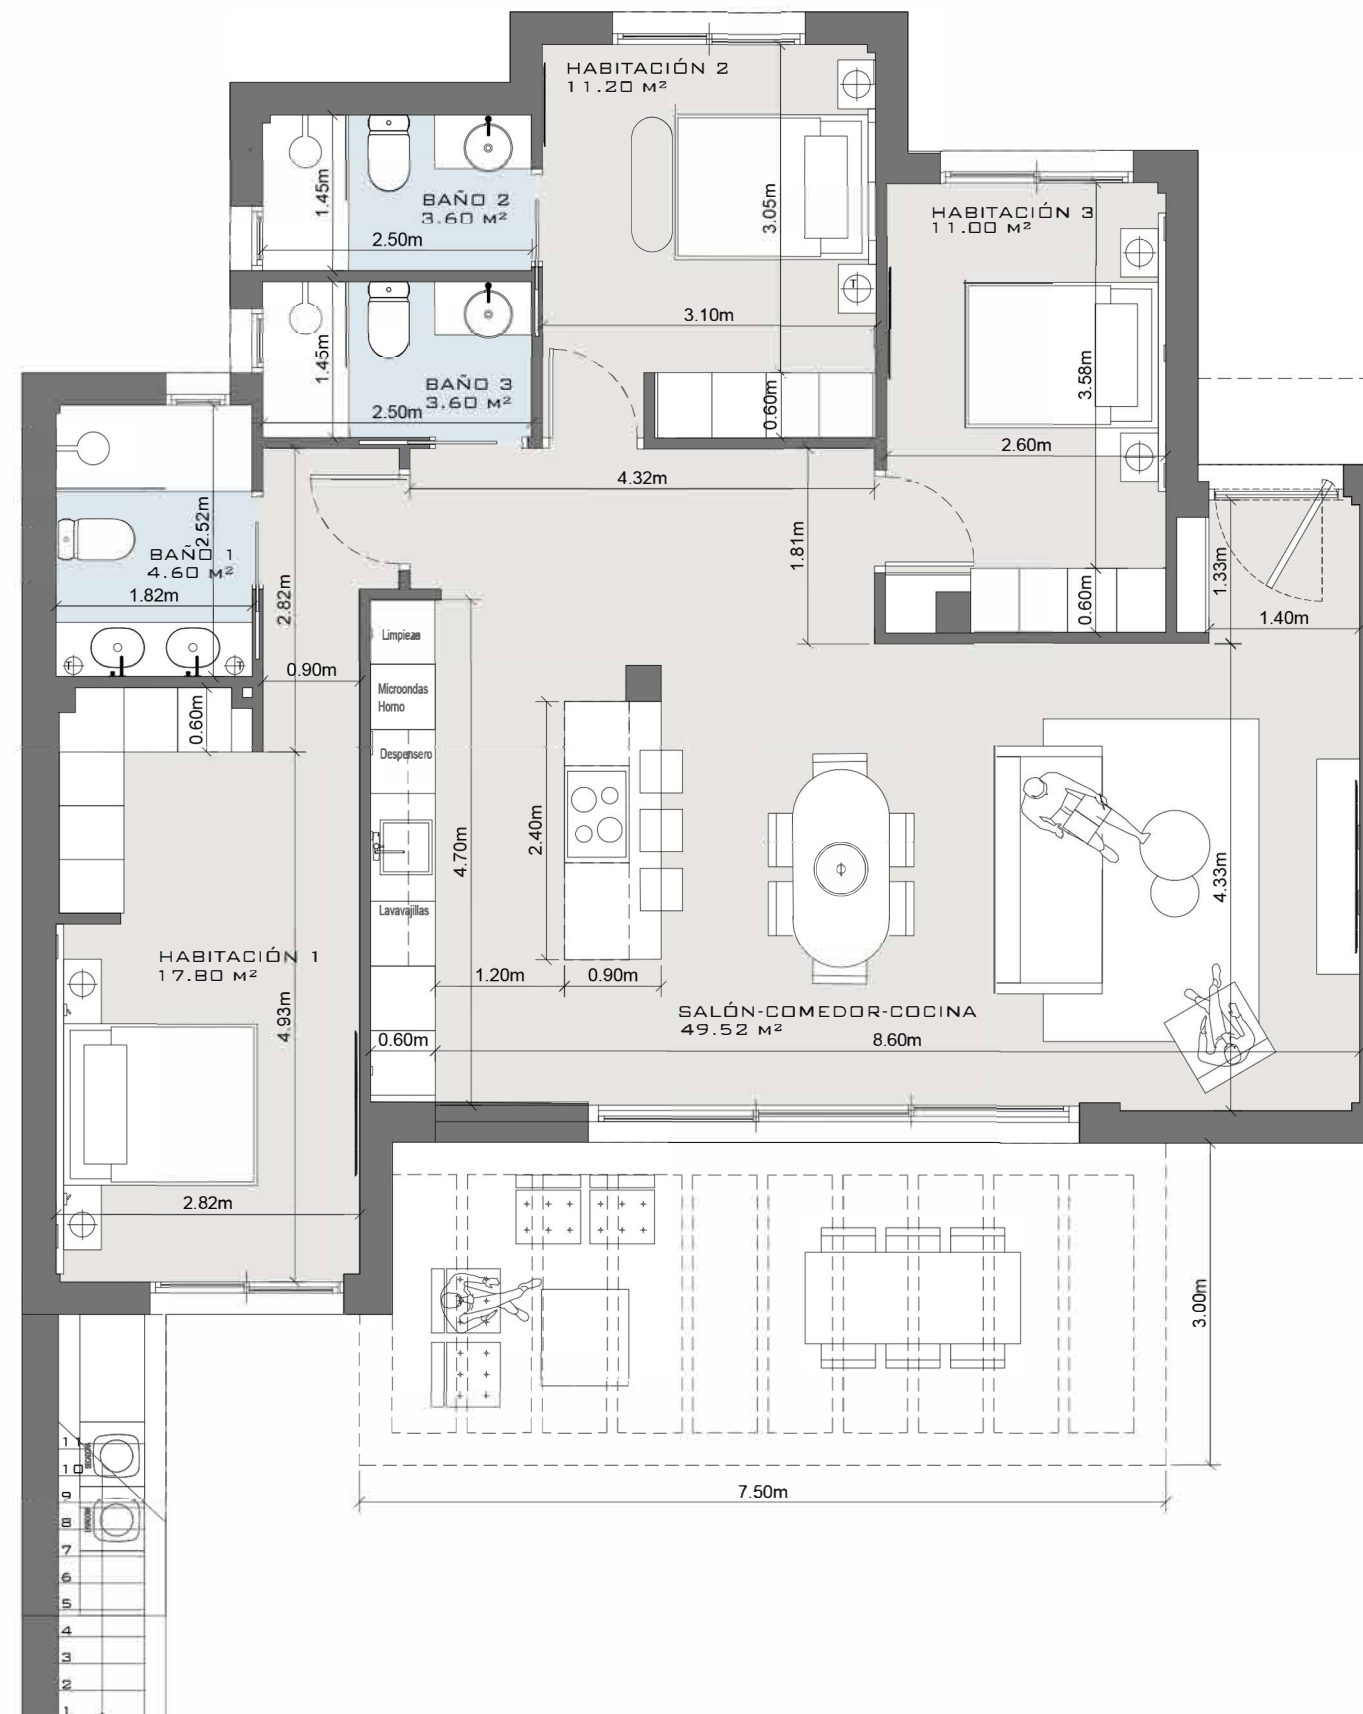 HABITACIÓN 2
11.20 M²
1.45m
BAÑO 2
3.60 M²
2.50m
3.05m
HABITACIÓN 3
11.00 M²
T
3.10m
1.45m
BAÑO 3
3.60 M²
2.50m
0.60m
3.58m
2.60m
4.32m
2.52m
BAÑO 1
4.60 M²
1.82m
2.82m
1.81m
1.33m
0.60m
1.40m
T
T
0.90m
0.60m
Limpieza
Microondas
Horno
Despensero
Lavavajillas
4.70m
2.40m
4.33m
HABITACIÓN 1
17.80 M²
4.93m
1.20m
0.90m
SALÓN-COMEDOR-COCINA
49.52 M²
0.60m
8.60m
2.82m
3.00m
7.50m
11
10
9
8
7
6
5
4
3
2
1
SECADORA
LAVADORA